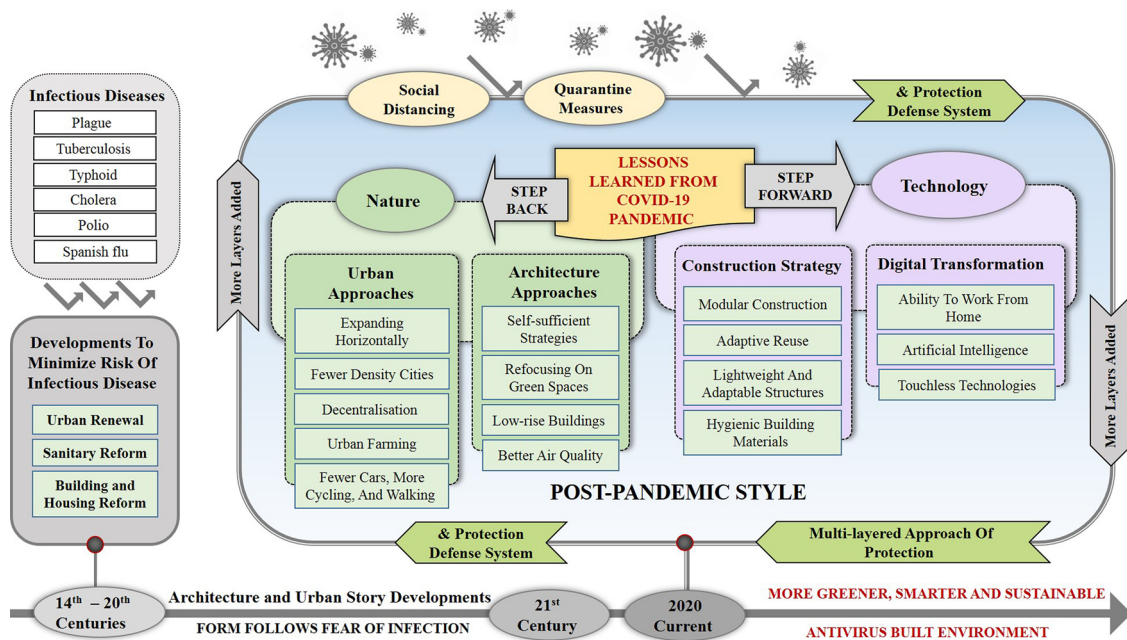 Infectious Diseases
Plague
Tuberculosis
Typhoid
Cholera
Polio
Spanish flu
Developments To
Minimize Risk Of
Infectious Disease
Urban Renewal
Sanitary Reform
Building and
Housing Reform
Social
Distancing
Quarantine
Measures
& Protection
Defense System
More Layers Added
Nature
STEP
BACK
LESSONS
LEARNED FROM
COVID-19
PANDEMIC
STEP
FORWARD
Technology
Urban
Approaches
Expanding
Horizontally
Fewer Density Cities
Decentralisation
Urban Farming
Fewer Cars, More
Cycling, And Walking
Architecture
Approaches
Self-sufficient
Strategies
Refocusing On
Green Spaces
Low-rise Buildings
Better Air Quality
Construction Strategy
Modular Construction
Adaptive Reuse
Lightweight And
Adaptable Structures
Hygienic Building
Materials
Digital Transformation
Ability To Work From
Home
Artificial Intelligence
Touchless Technologies
More Layers Added
POST-PANDEMIC STYLE
& Protection
Defense System
Multi-layered Approach Of
Protection
14th – 20th
Centuries
Architecture and Urban Story Developments
FORM FOLLOWS FEAR OF INFECTION
21st
Century
2020
Current
MORE GREENER, SMARTER AND SUSTAINABLE
ANTIVIRUS BUILT ENVIRONMENT